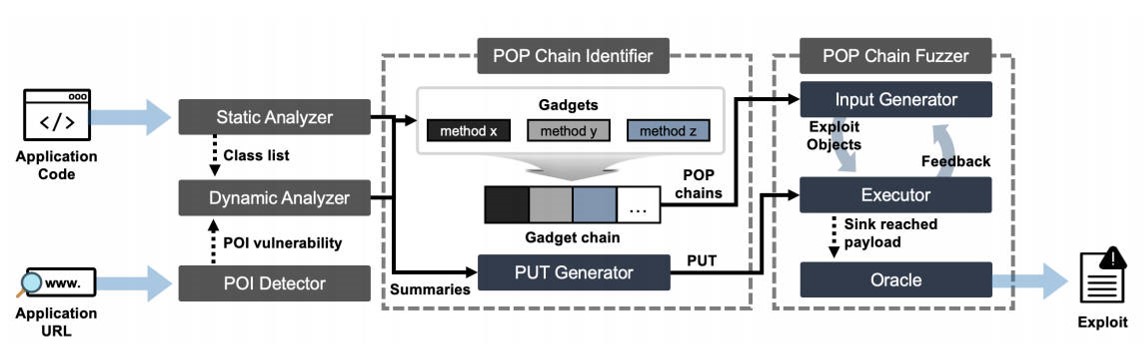 POP Chain Identifier
POP Chain Fuzzer
</>
Application
Code
Static Analyzer
Class list
Dynamic Analyzer
POI vulnerability
POI Detector
www.
Application
URL
Gadgets
method x
method y
method z
...
Gadget chain
POP
chains
Summaries
PUT Generator
PUT
Input Generator
Exploit
Objects
Feedback
Executor
Sink reached
payload
Oracle
!
Exploit